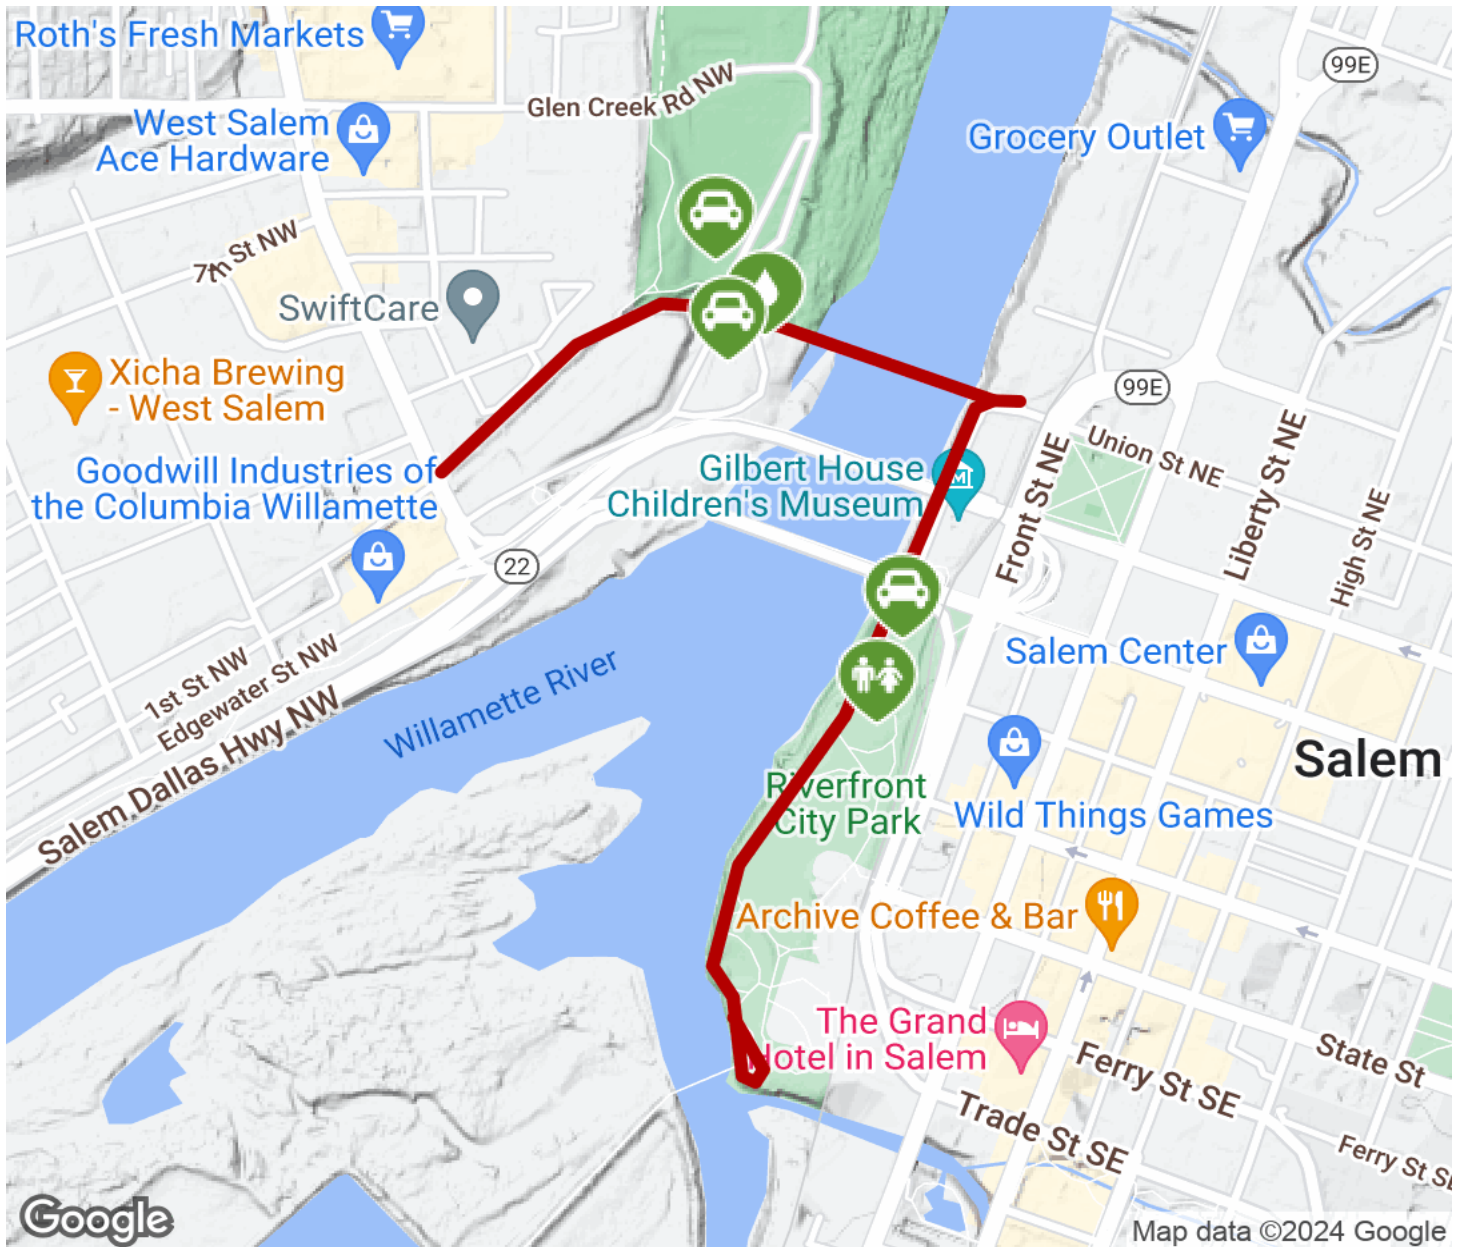 Roth's Fresh Markets
99E
Glen Creek Rd NW
West Salem
Ace Hardware
Grocery Outlet
7th St NW
SwiftCare
Xicha Brewing
- West Salem
99E
Union St NE
Liberty St NE
Front St NE
High St NE
Goodwill Industries of
the Columbia Willamette
Gilbert House
Children's Museum
22
1st St NW
Edgewater St NW
Salem Dallas Hwy NW
Willamette River
Salem Center
Salem
Riverfront
City Park
Wild Things Games
Archive Coffee & Bar
The Grand
Hotel in Salem
State St
Ferry St SE
Trade St SE
Ferry St SE
Google
Map data ©2024 Google